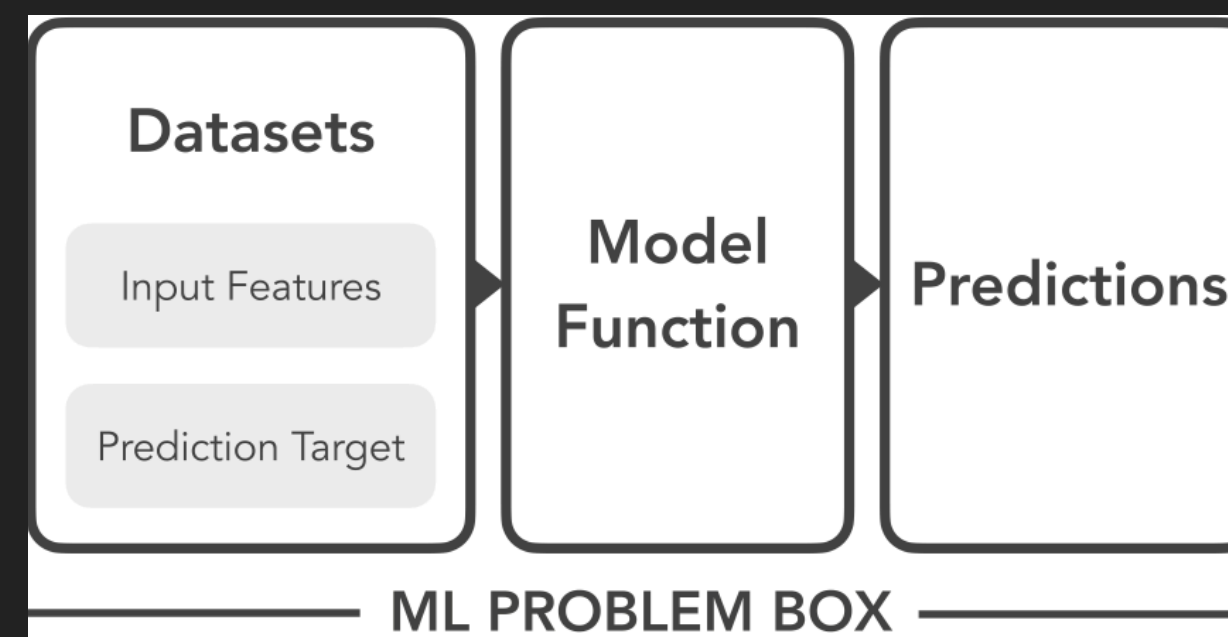 Datasets
Input Features
Prediction Target
Model
Function
Predictions
ML PROBLEM BOX